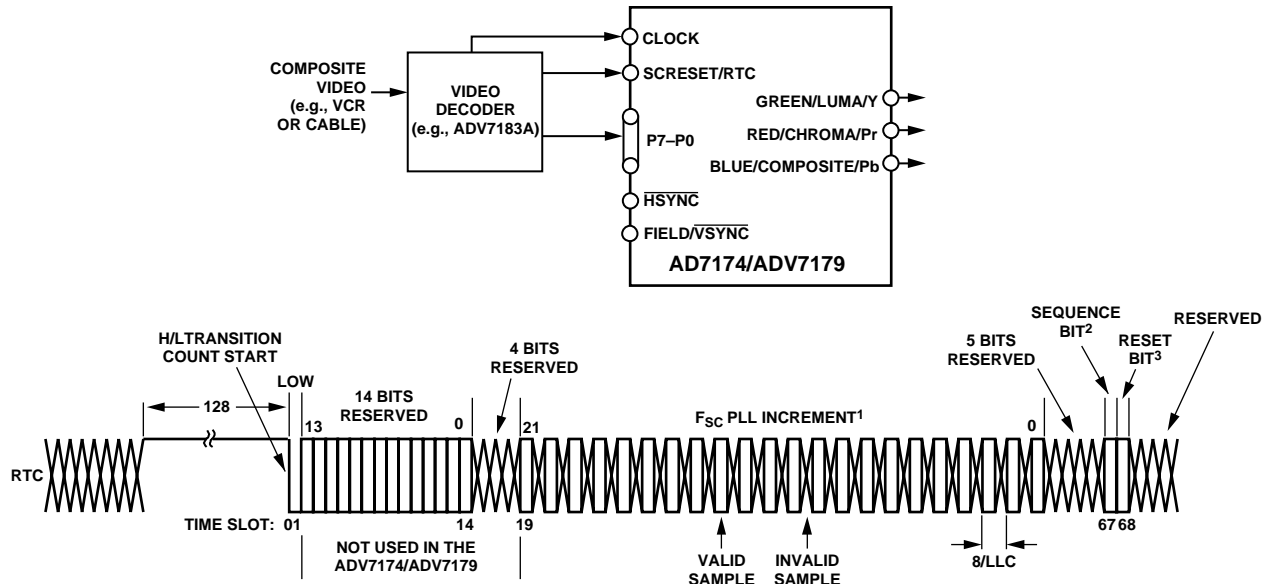 CLOCK
COMPOSITE
VIDEO
(e.g., VCR
OR CABLE)
VIDEO
DECODER
(e.g., ADV7183A)
SCRESET/RTC
P7–P0
HSYNC
FIELD/VSYNC
GREEN/LUMA/Y
RED/CHROMA/Pr
BLUE/COMPOSITE/Pb
AD7174/ADV7179
H/LTRANSITION
COUNT START
LOW
128
13
14 BITS
RESERVED
0
4 BITS
RESERVED
21
FSC PLL INCREMENT1
0
5 BITS
RESERVED
SEQUENCE
BIT2
RESET
BIT3
RESERVED
RTC
TIME SLOT: 01
14
19
67 68
NOT USED IN THE
ADV7174/ADV7179
VALID
SAMPLE
INVALID
SAMPLE
8/LLC